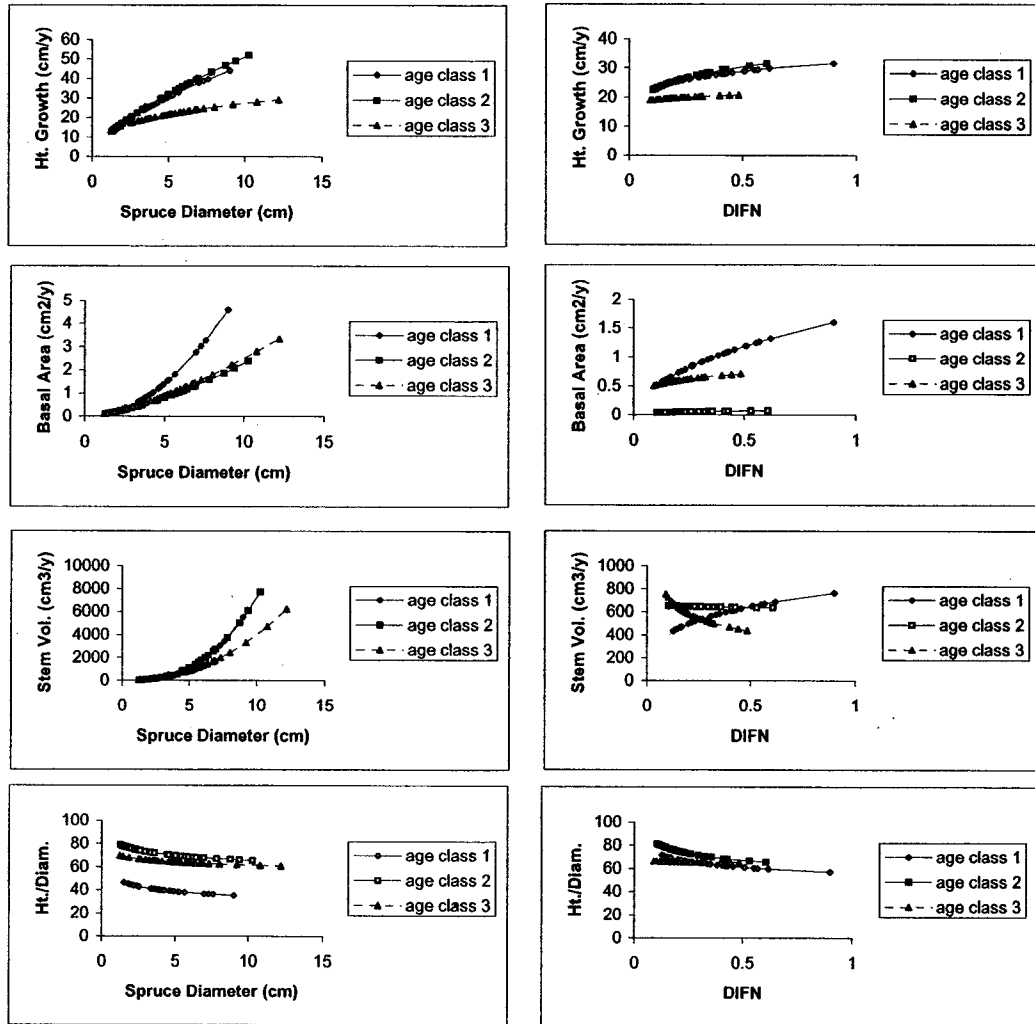 Ht. Growth (cm/y)
60
50
40
30
20
10
0
0 5 10 15
Spruce Diameter (cm)
age class 1
age class 2
age class 3
Ht. Growth (cm/y)
40
30
20
10
0
0 0.5 1
DIFN
age class 1
age class 2
age class 3
Basal Area (cm2/y)
5
4
3
2
1
0
0 5 10 15
Spruce Diameter (cm)
age class 1
age class 2
age class 3
Basal Area (cm2/y)
2
1.5
1
0.5
0
0 0.5 1
DIFN
age class 1
age class 2
age class 3
Stem Vol. (cm3/y)
10000
8000
6000
4000
2000
0
0 5 10 15
Spruce Diameter (cm)
age class 1
age class 2
age class 3
Stem Vol. (cm3/y)
1000
800
600
400
200
0
0 0.5 1
DIFN
age class 1
age class 2
age class 3
Ht./Diam.
100
80
60
40
20
0
0 5 10 15
Spruce Diameter (cm)
age class 1
age class 2
age class 3
Ht./Diam.
100
80
60
40
20
0
0 0.5 1
DIFN
age class 1
age class 2
age class 3